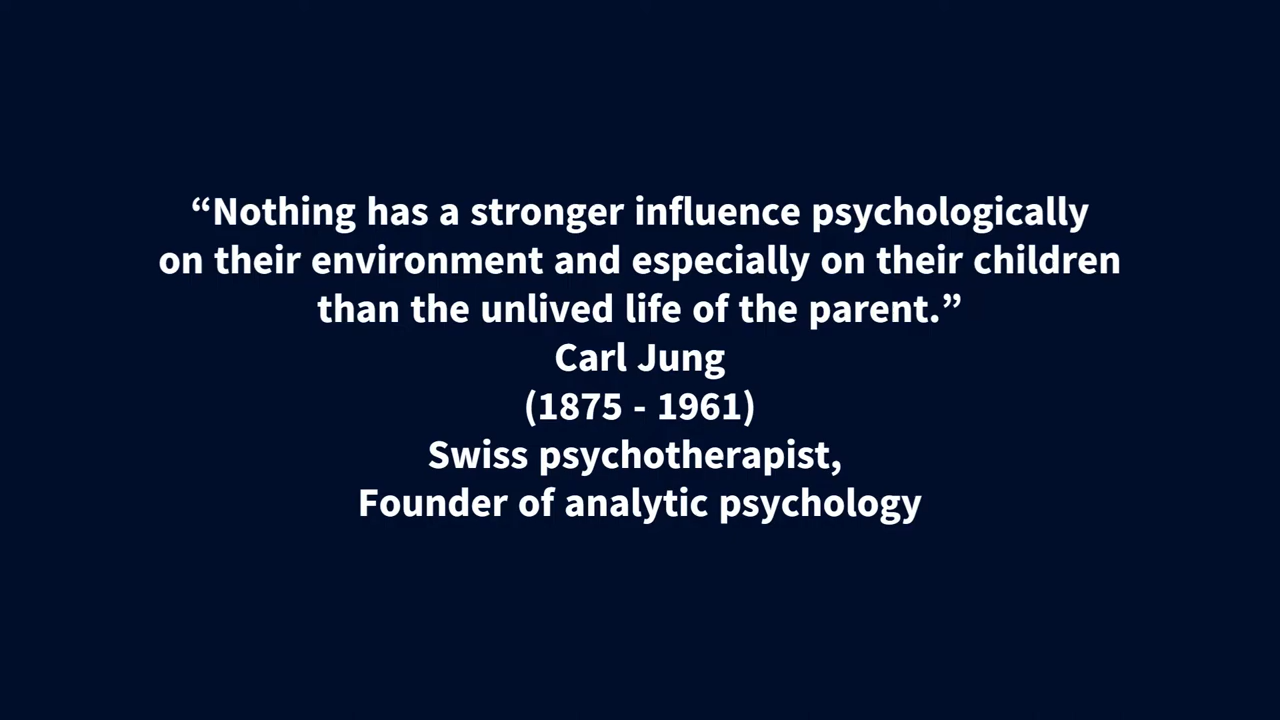 “Nothing has a stronger influence psychologically
on their environment and especially on their children
than the unlived life of the parent.”
Carl Jung
(1875 - 1961)
Swiss psychotherapist,
Founder of analytic psychology